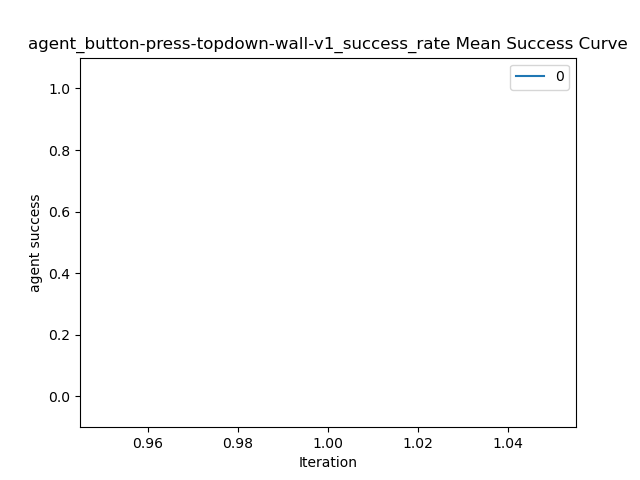 agent_button-press-topdown-wall-v1_success_rate Mean Success Curve
0
1.0
0.8
0.6
0.4
0.2
0.0
agent success
0.96 0.98 1.00 1.02 1.04
Iteration